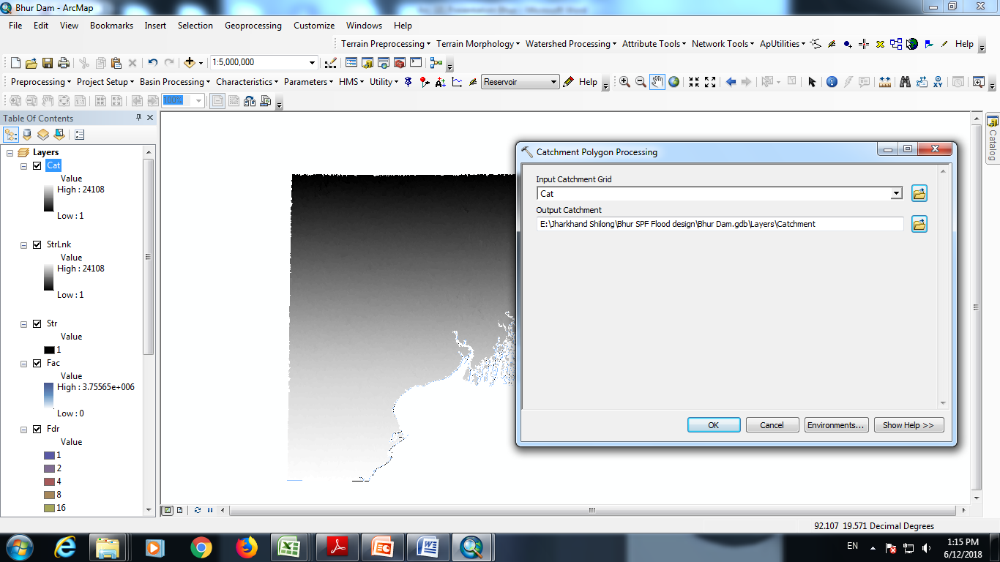 Bhur Dam - ArcMap
File Edit View Bookmarks Insert Selection Geoprocessing Customize Windows Help
Terrain Preprocessing Terrain Morphology Watershed Processing Attribute Tools Network Tools ApUtilities Help
1:5,000,000
Preprocessing Project Setup Basin Processing Characteristics Parameters HMS Utility Reservoir Help
100%
Table Of Contents
Layers
Cat
Value
High : 24108
Low : 1
StrLnk
Value
High : 24108
Low : 1
Str
Value
1
Fac
Value
High : 3.75565e+006
Low : 0
Fdr
Value
1
2
4
8
16
Catchment Polygon Processing
Input Catchment Grid
Cat
Output Catchment
E:\Jharkhand Shilong\Bhur SPF Flood design\Bhur Dam.gdb\Layers\Catchment
OK Cancel Environments... Show Help >>
Catalog
92.107 19.571 Decimal Degrees
EN
1:15 PM
6/12/2018